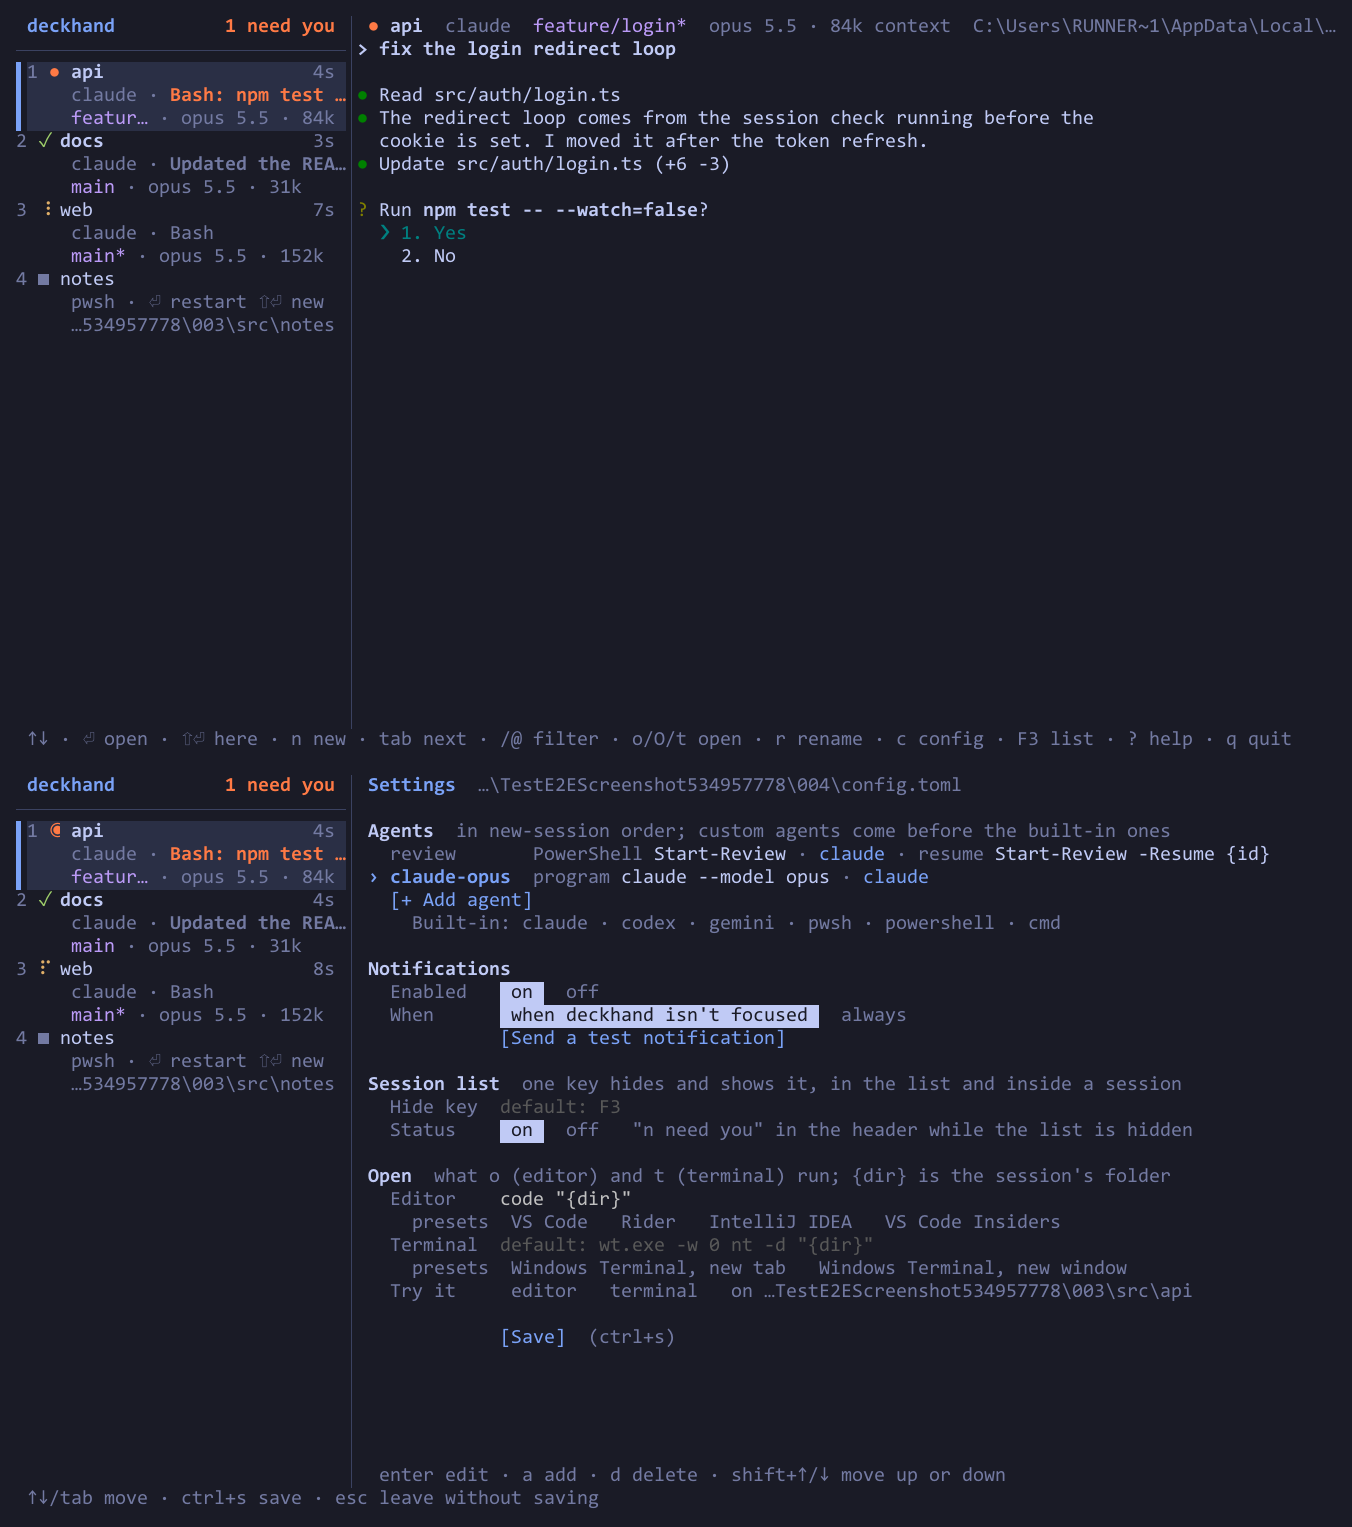 deckhand 1 need you
1 ● api 4s
claude · Bash: npm test …
featur… · opus 5.5 · 84k
2 ✓ docs 3s
claude · Updated the REA…
main · opus 5.5 · 31k
3 ⠸ web 7s
claude · Bash
main* · opus 5.5 · 152k
4 ■ notes
pwsh · ⏎ restart ⇧⏎ new
…534957778\003\src\notes
● api claude feature/login* opus 5.5 · 84k context C:\Users\RUNNER~1\AppData\Local\…
> fix the login redirect loop
● Read src/auth/login.ts
● The redirect loop comes from the session check running before the
cookie is set. I moved it after the token refresh.
● Update src/auth/login.ts (+6 -3)
? Run npm test -- --watch=false?
❯ 1. Yes
2. No
↑↓ · ⏎ open · ⇧⏎ here · n new · tab next · /@ filter · o/O/t open · r rename · c config · F3 list · ? help · q quit
deckhand 1 need you
1 ● api 4s
claude · Bash: npm test …
featur… · opus 5.5 · 84k
2 ✓ docs 4s
claude · Updated the REA…
main · opus 5.5 · 31k
3 ⠏ web 8s
claude · Bash
main* · opus 5.5 · 152k
4 ■ notes
pwsh · ⏎ restart ⇧⏎ new
…534957778\003\src\notes
Settings …\TestE2EScreenshot534957778\004\config.toml
Agents in new-session order; custom agents come before the built-in ones
review PowerShell Start-Review · claude · resume Start-Review -Resume {id}
› claude-opus program claude --model opus · claude
[+ Add agent]
Built-in: claude · codex · gemini · pwsh · powershell · cmd
Notifications
Enabled on off
When when deckhand isn't focused always
[Send a test notification]
Session list one key hides and shows it, in the list and inside a session
Hide key default: F3
Status on off "n need you" in the header while the list is hidden
Open what o (editor) and t (terminal) run; {dir} is the session's folder
Editor code "{dir}"
presets VS Code Rider IntelliJ IDEA VS Code Insiders
Terminal default: wt.exe -w 0 nt -d "{dir}"
presets Windows Terminal, new tab Windows Terminal, new window
Try it editor terminal on …TestE2EScreenshot534957778\003\src\api
[Save] (ctrl+s)
enter edit · a add · d delete · shift+↑/↓ move up or down
↑↓/tab move · ctrl+s save · esc leave without saving